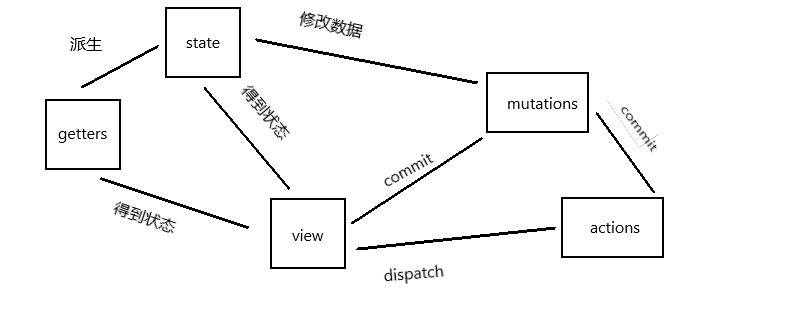 修改数据
派生
state
得到状态
mutations
commit
getters
commit
得到状态
view
actions
dispatch